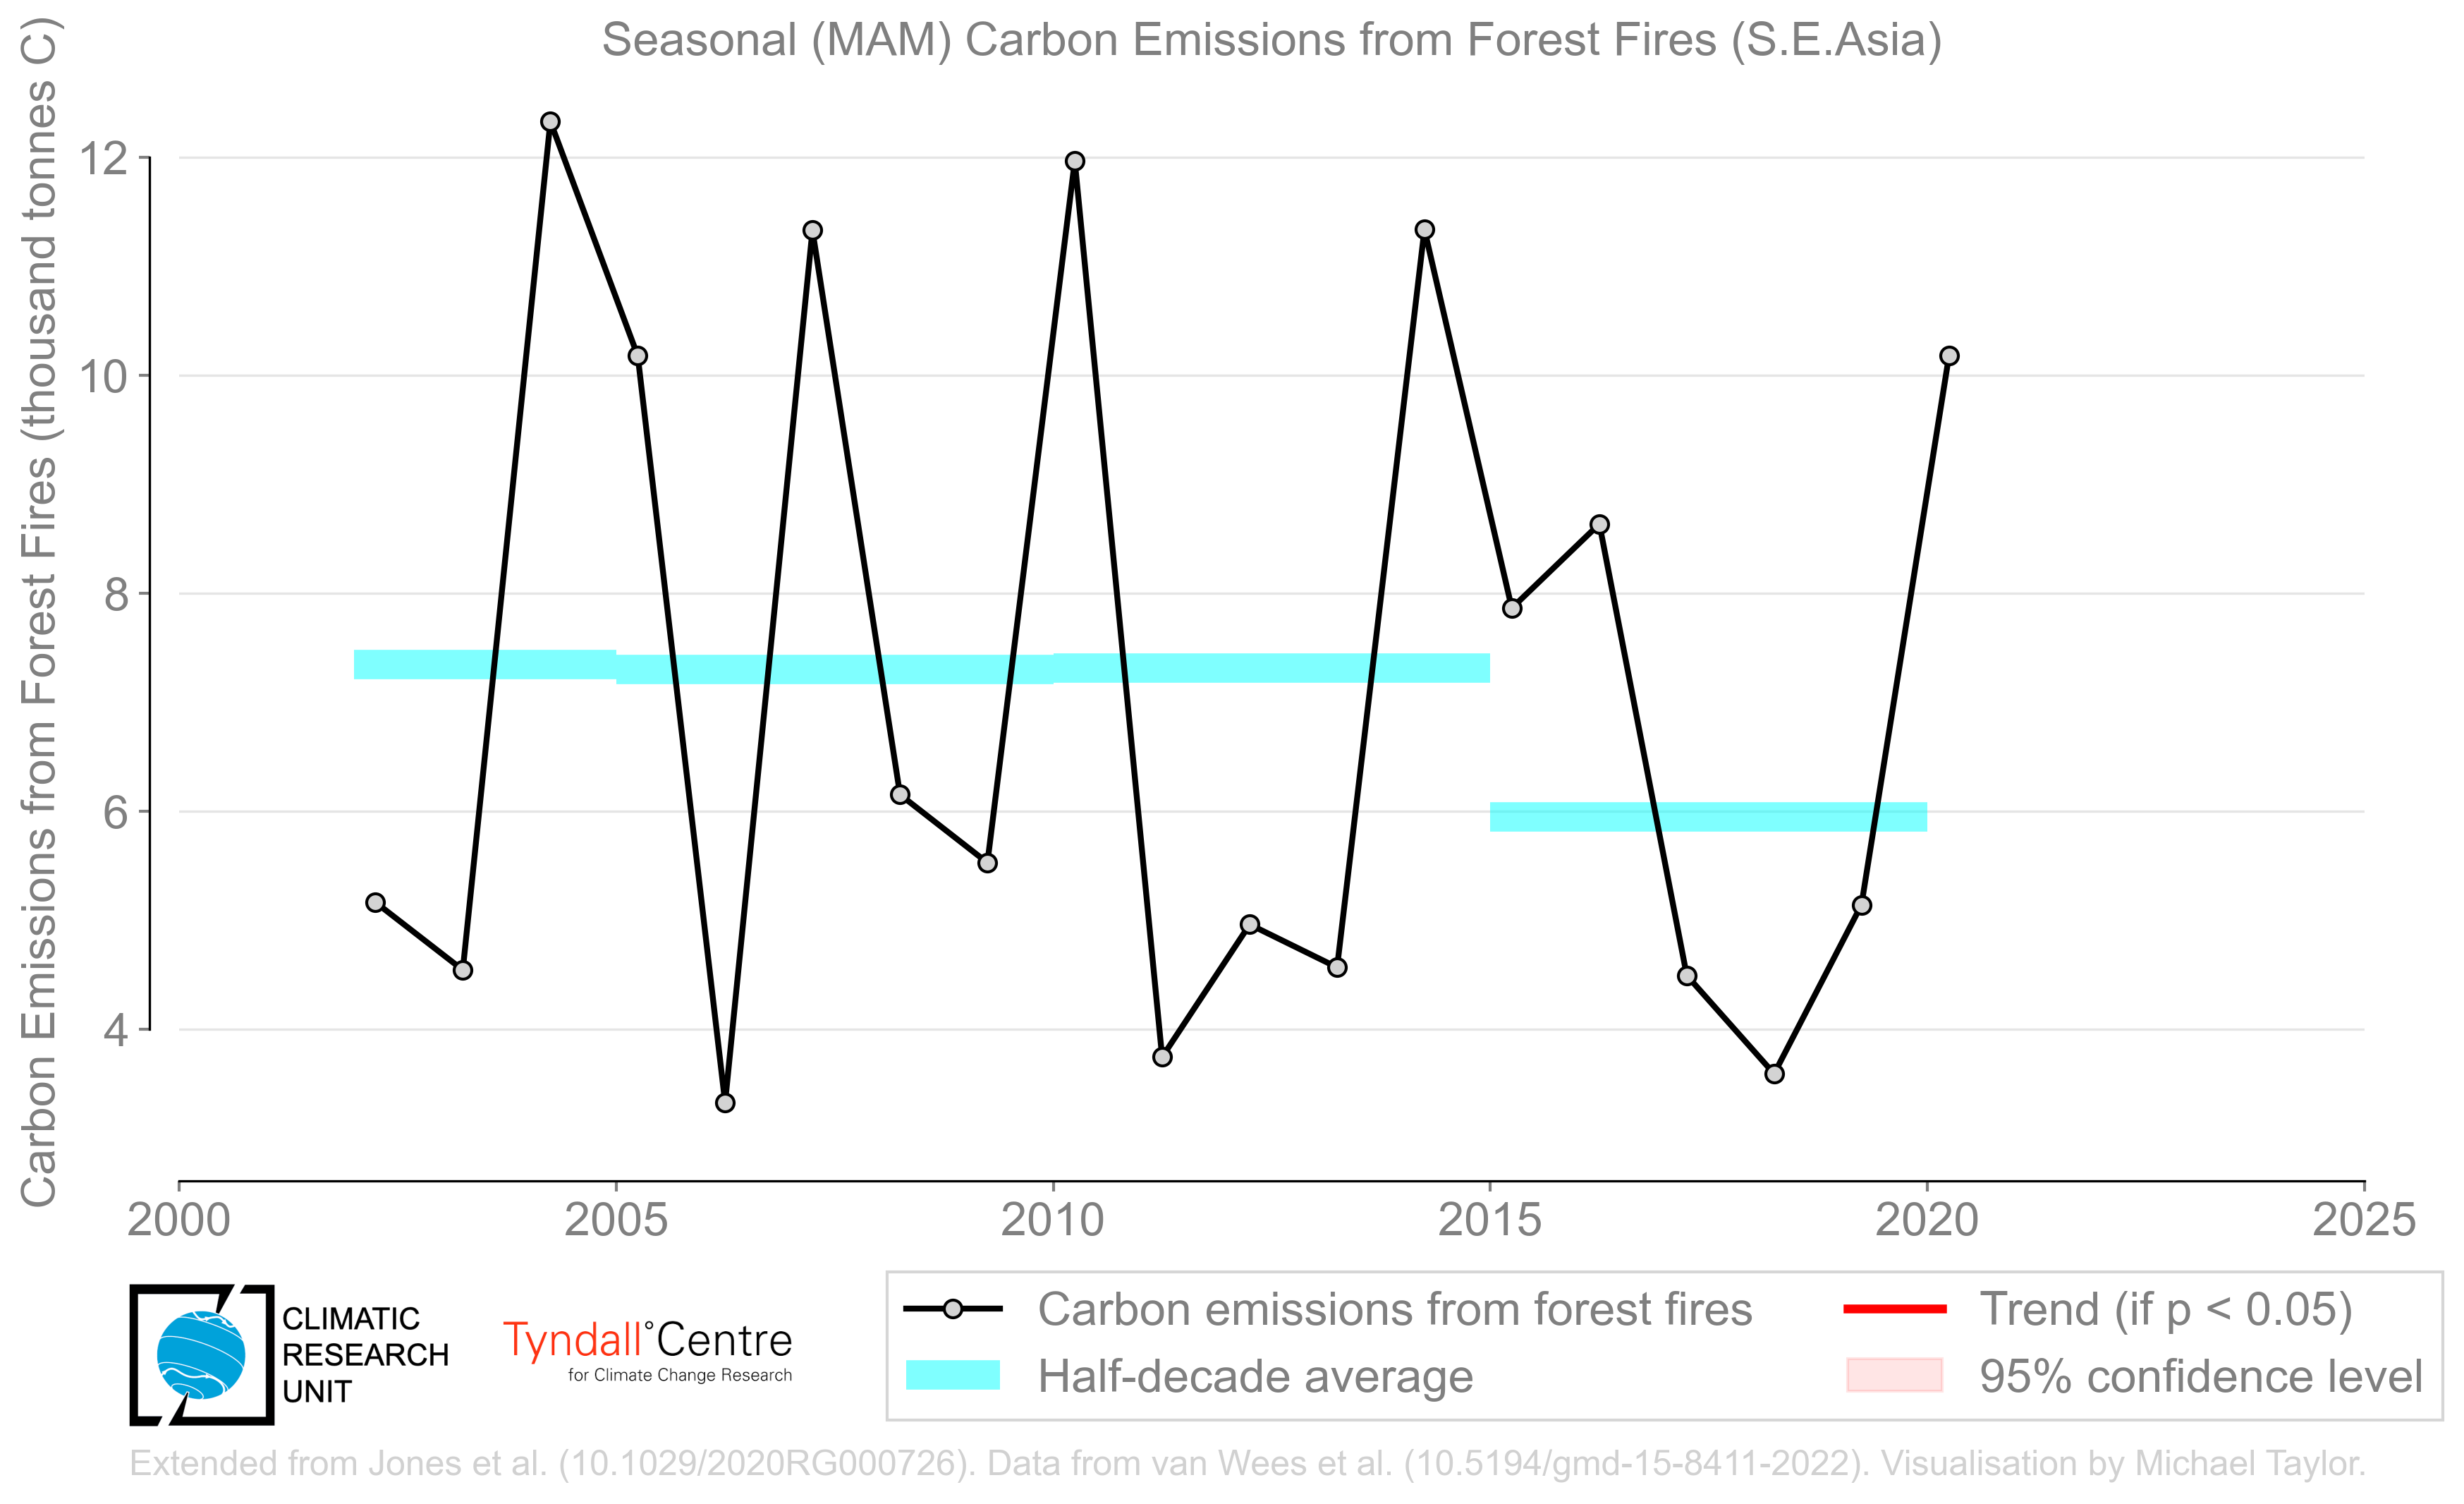 Seasonal (MAM) Carbon Emissions from Forest Fires (S.E.Asia)
Carbon Emissions from Forest Fires (thousand tonnes C)
12
10
8
6
4
2000 2005 2010 2015 2020 2025
CLIMATIC
RESEARCH
UNIT
Tyndall°Centre
for Climate Change Research
Carbon emissions from forest fires
Half-decade average
Trend (if p < 0.05)
95% confidence level
Extended from Jones et al. (10.1029/2020RG000726). Data from van Wees et al. (10.5194/gmd-15-8411-2022). Visualisation by Michael Taylor.